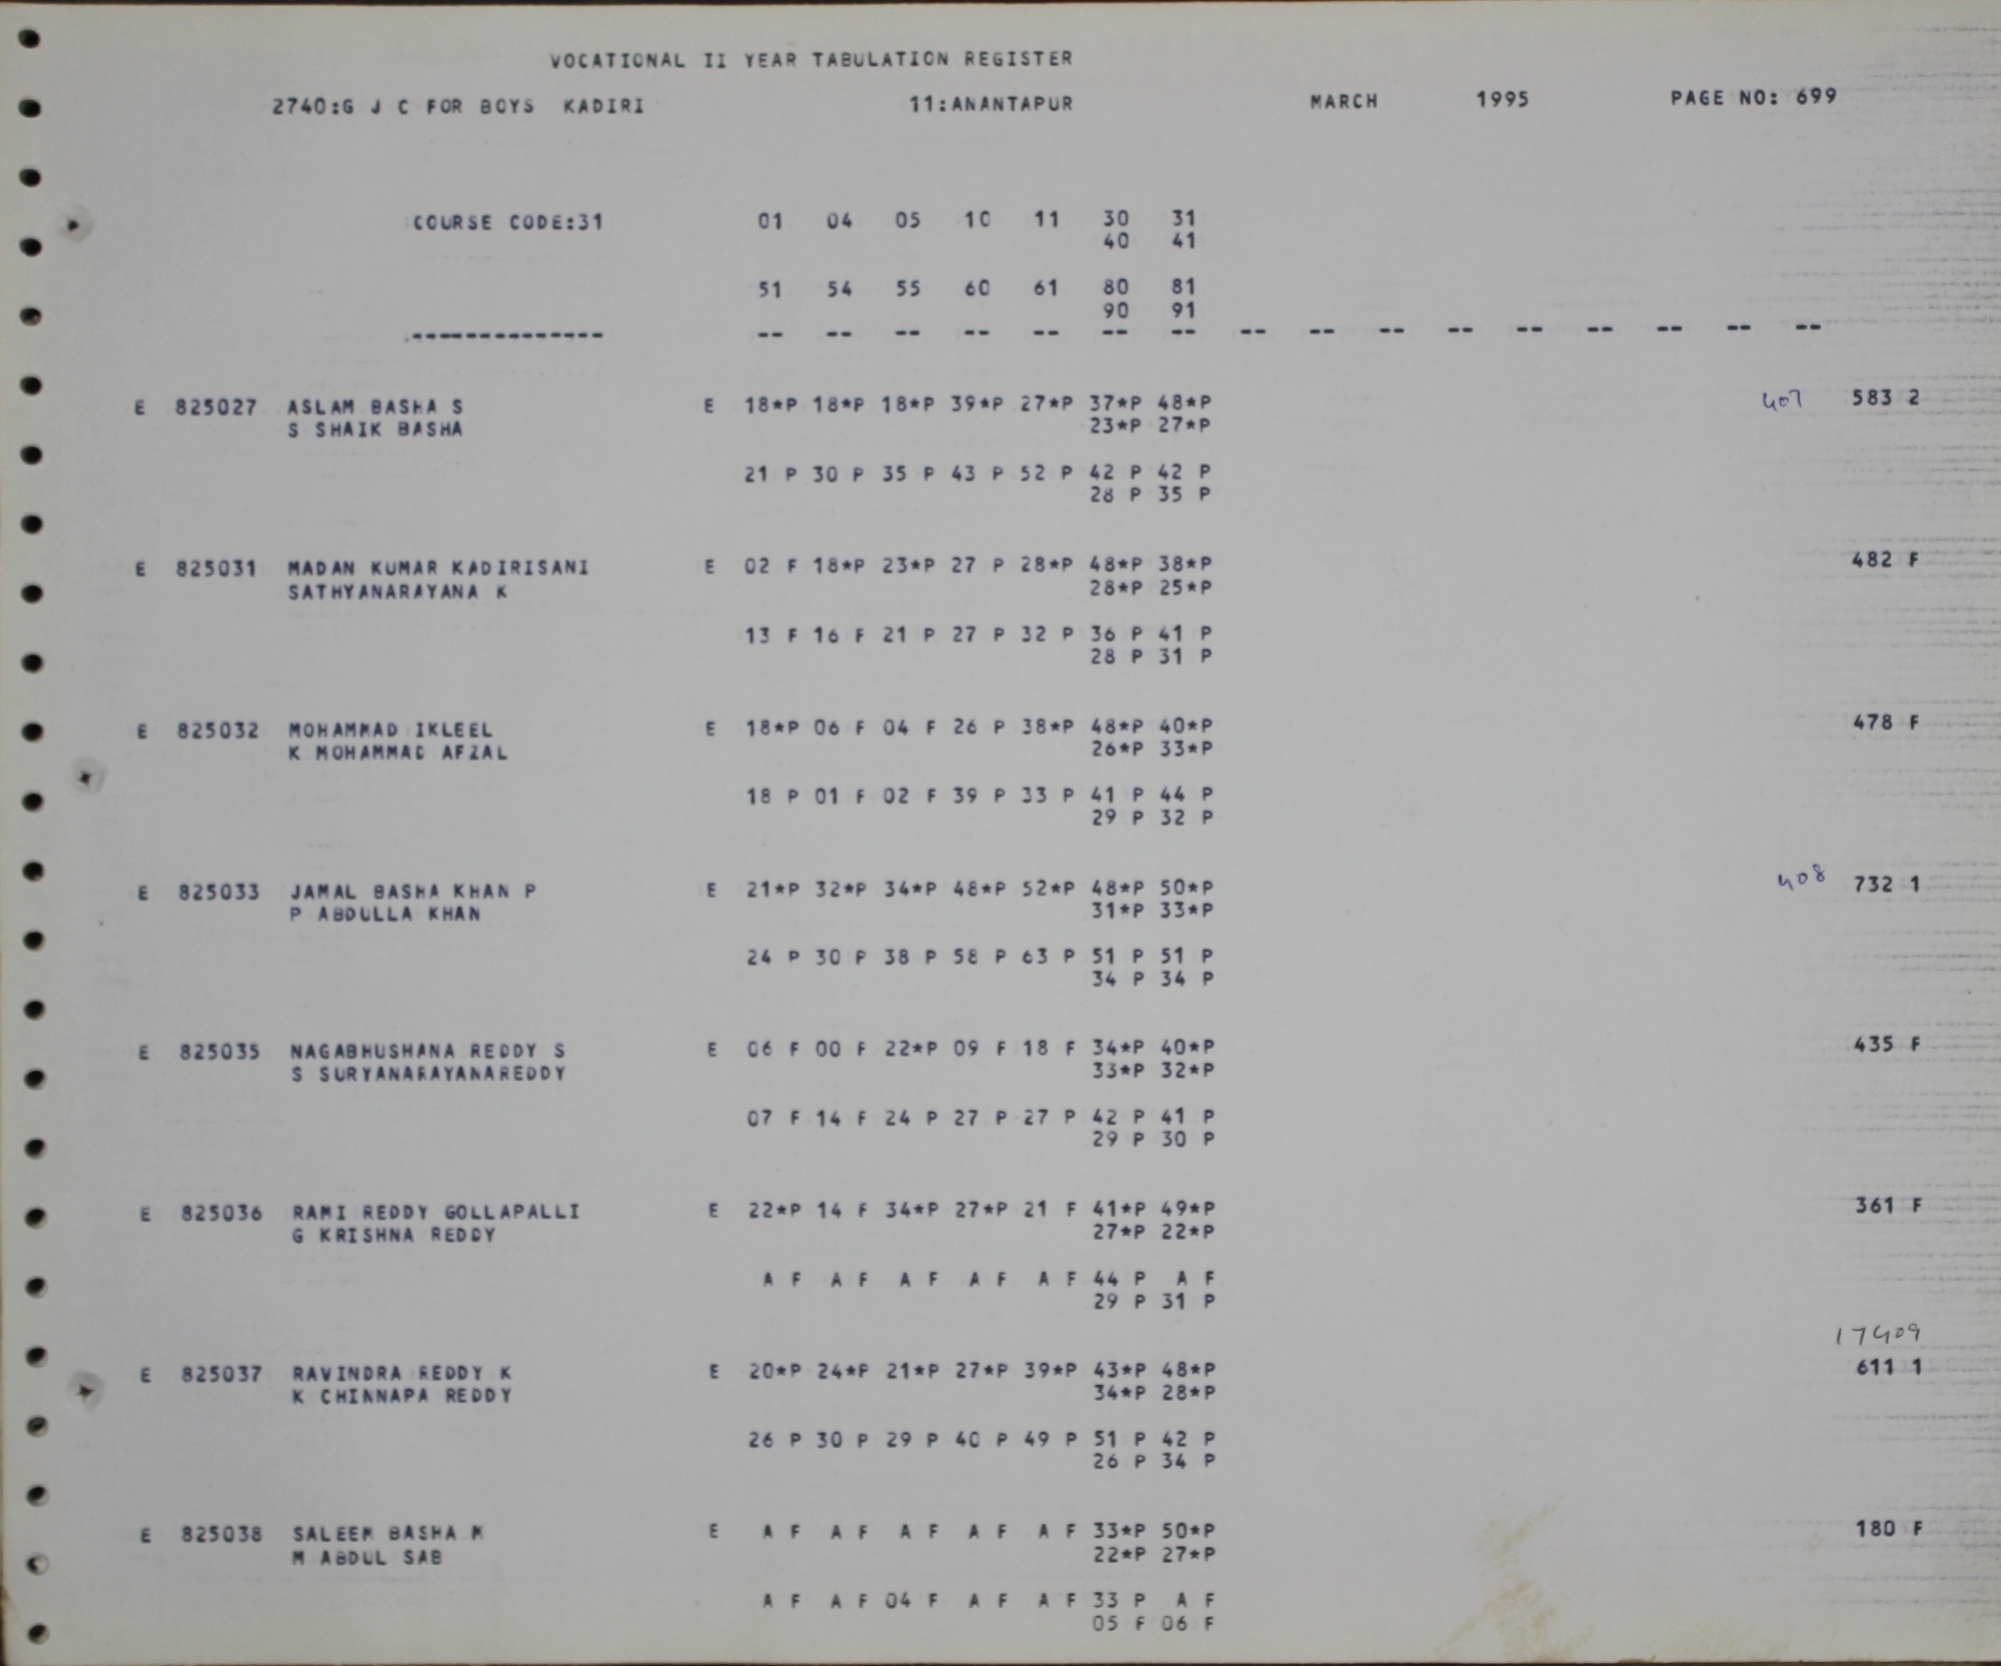 VOCATIONAL II YEAR TABULATION REGISTER
2740:G J C FOR BOYS KADIRI 11:ANANTAPUR MARCH 1995 PAGE NO: 699
COURSE CODE:31 01 04 05 10 11 30 31
40 41
51 54 55 60 61 80 81
90 91
-------------- -- -- -- -- -- -- -- -- -- -- -- -- -- -- -- --
E 825027 ASLAM BASHA S E 18*P 18*P 18*P 39*P 27*P 37*P 48*P 407 583 2
S SHAIK BASHA 23*P 27*P
21 P 30 P 35 P 43 P 52 P 42 P 42 P
28 P 35 P
E 825031 MADAN KUMAR KADIRISANI E 02 F 18*P 23*P 27 P 28*P 48*P 38*P 482 F
SATHYANARAYANA K 28*P 25*P
13 F 16 F 21 P 27 P 32 P 36 P 41 P
28 P 31 P
E 825032 MOHAMMAD IKLEEL E 18*P 06 F 04 F 26 P 38*P 48*P 40*P 478 F
K MOHAMMAD AFZAL 26*P 33*P
18 P 01 F 02 F 39 P 33 P 41 P 44 P
29 P 32 P
E 825033 JAMAL BASHA KHAN P E 21*P 32*P 34*P 48*P 52*P 48*P 50*P 408 732 1
P ABDULLA KHAN 31*P 33*P
24 P 30 P 38 P 58 P 63 P 51 P 51 P
34 P 34 P
E 825035 NAGABHUSHANA REDDY S E 06 F 00 F 22*P 09 F 18 F 34*P 40*P 435 F
S SURYANARAYANAREDDY 33*P 32*P
07 F 14 F 24 P 27 P 27 P 42 P 41 P
29 P 30 P
E 825036 RAMI REDDY GOLLAPALLI E 22*P 14 F 34*P 27*P 21 F 41*P 49*P 361 F
G KRISHNA REDDY 27*P 22*P
A F A F A F A F A F 44 P A F
29 P 31 P
17409
E 825037 RAVINDRA REDDY K E 20*P 24*P 21*P 27*P 39*P 43*P 48*P 611 1
K CHINNAPA REDDY 34*P 28*P
26 P 30 P 29 P 40 P 49 P 51 P 42 P
26 P 34 P
E 825038 SALEEM BASHA M E A F A F A F A F A F 33*P 50*P 180 F
M ABDUL SAB 22*P 27*P
A F A F 04 F A F A F 33 P A F
05 F 06 F